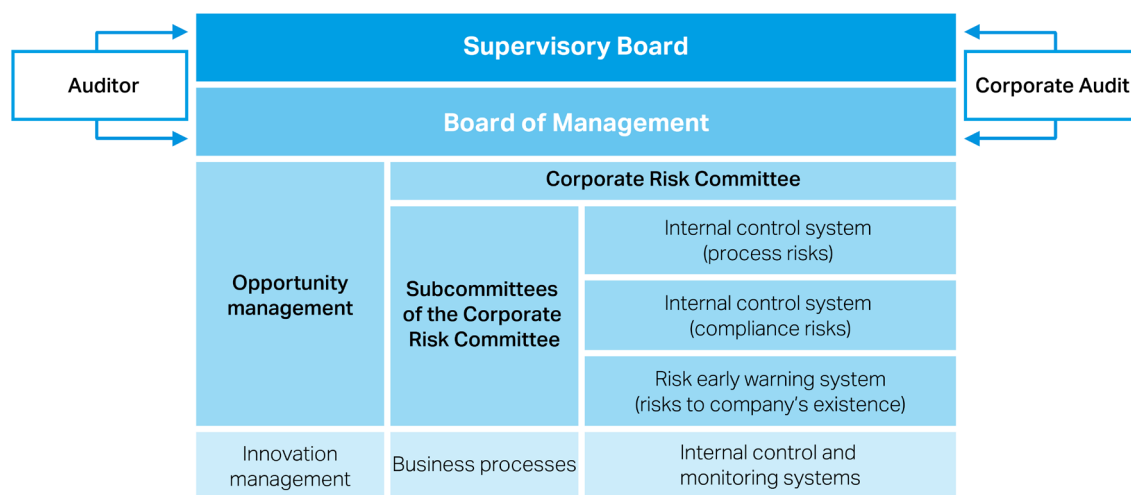 Supervisory Board
Auditor
Corporate Audit
Board of Management
Corporate Risk Committee
Opportunity
management
Subcommittees
of the Corporate
Risk Committee
Internal control system
(process risks)
Internal control system
(compliance risks)
Risk early warning system
(risks to company’s existence)
Innovation
management
Business processes
Internal control and
monitoring systems